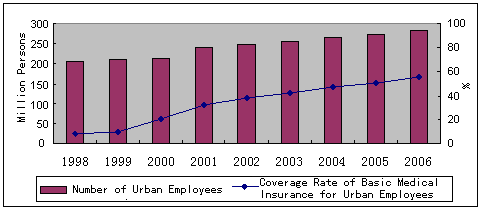 300 100
250 80
200
150 60
100 40
50 20
0 0
Million Persons
%
1998 1999 2000 2001 2002 2003 2004 2005 2006
Number of Urban Employees
Coverage Rate of Basic Medical
Insurance for Urban Employees